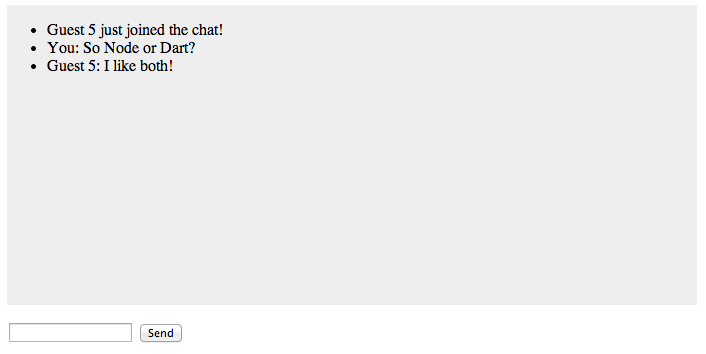 Guest 5 just joined the chat!
You: So Node or Dart?
Guest 5: I like both!
Send